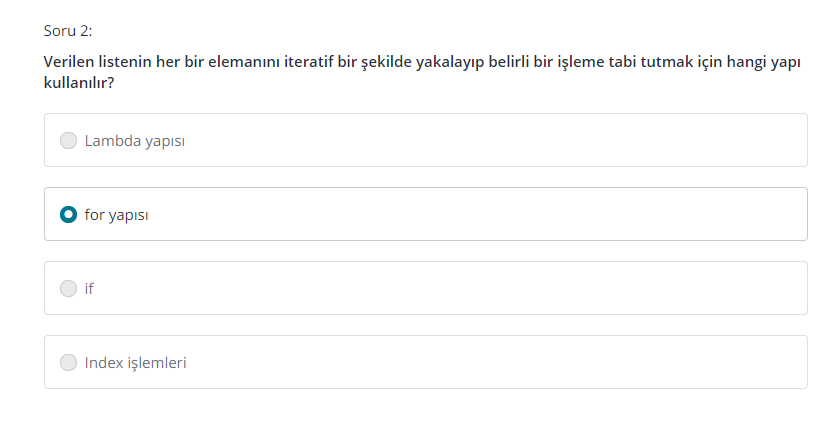 Soru 2:
Verilen listenin her bir elemanını iteratif bir şekilde yakalayıp belirli bir işleme tabi tutmak için hangi yapı
kullanılır?
Lambda yapısı
for yapısı
if
Index işlemleri